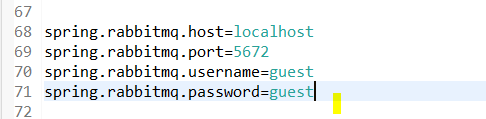 67
68 spring.rabbitmq.host=localhost
69 spring.rabbitmq.port=5672
70 spring.rabbitmq.username=guest
71 spring.rabbitmq.password=guest
72